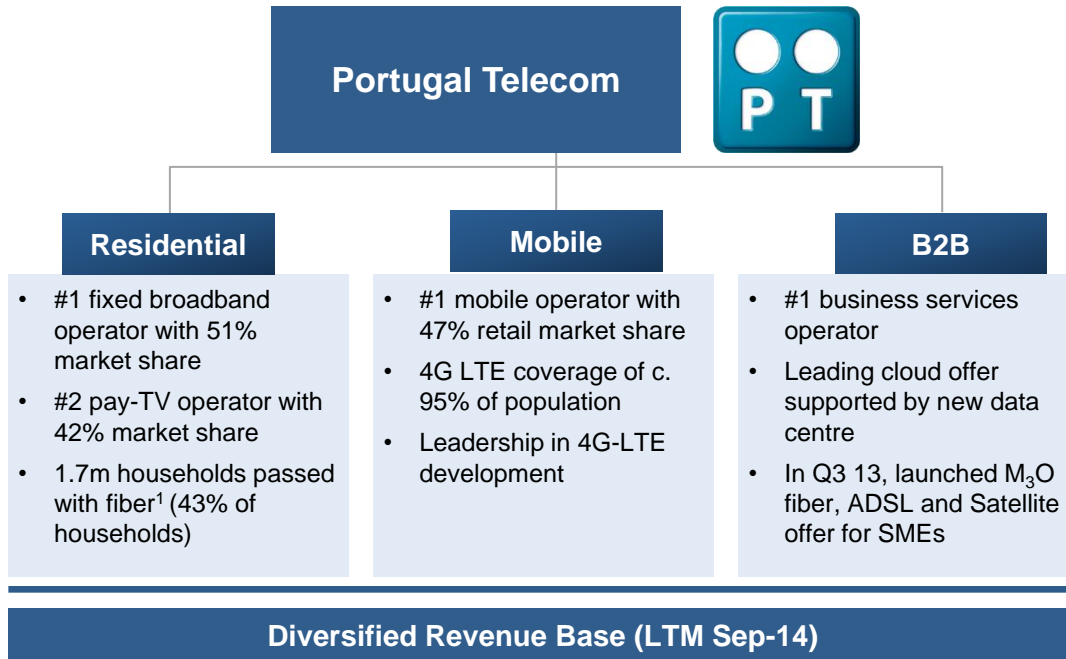 Portugal Telecom
P T
Residential
• #1 fixed broadband
operator with 51%
market share
• #2 pay-TV operator with
42% market share
• 1.7m households passed
with fiber¹ (43% of
households)
Mobile
• #1 mobile operator with
47% retail market share
• 4G LTE coverage of c.
95% of population
• Leadership in 4G-LTE
development
B2B
• #1 business services
operator
• Leading cloud offer
supported by new data
centre
• In Q3 13, launched M₃O
fiber, ADSL and Satellite
offer for SMEs
Diversified Revenue Base (LTM Sep-14)